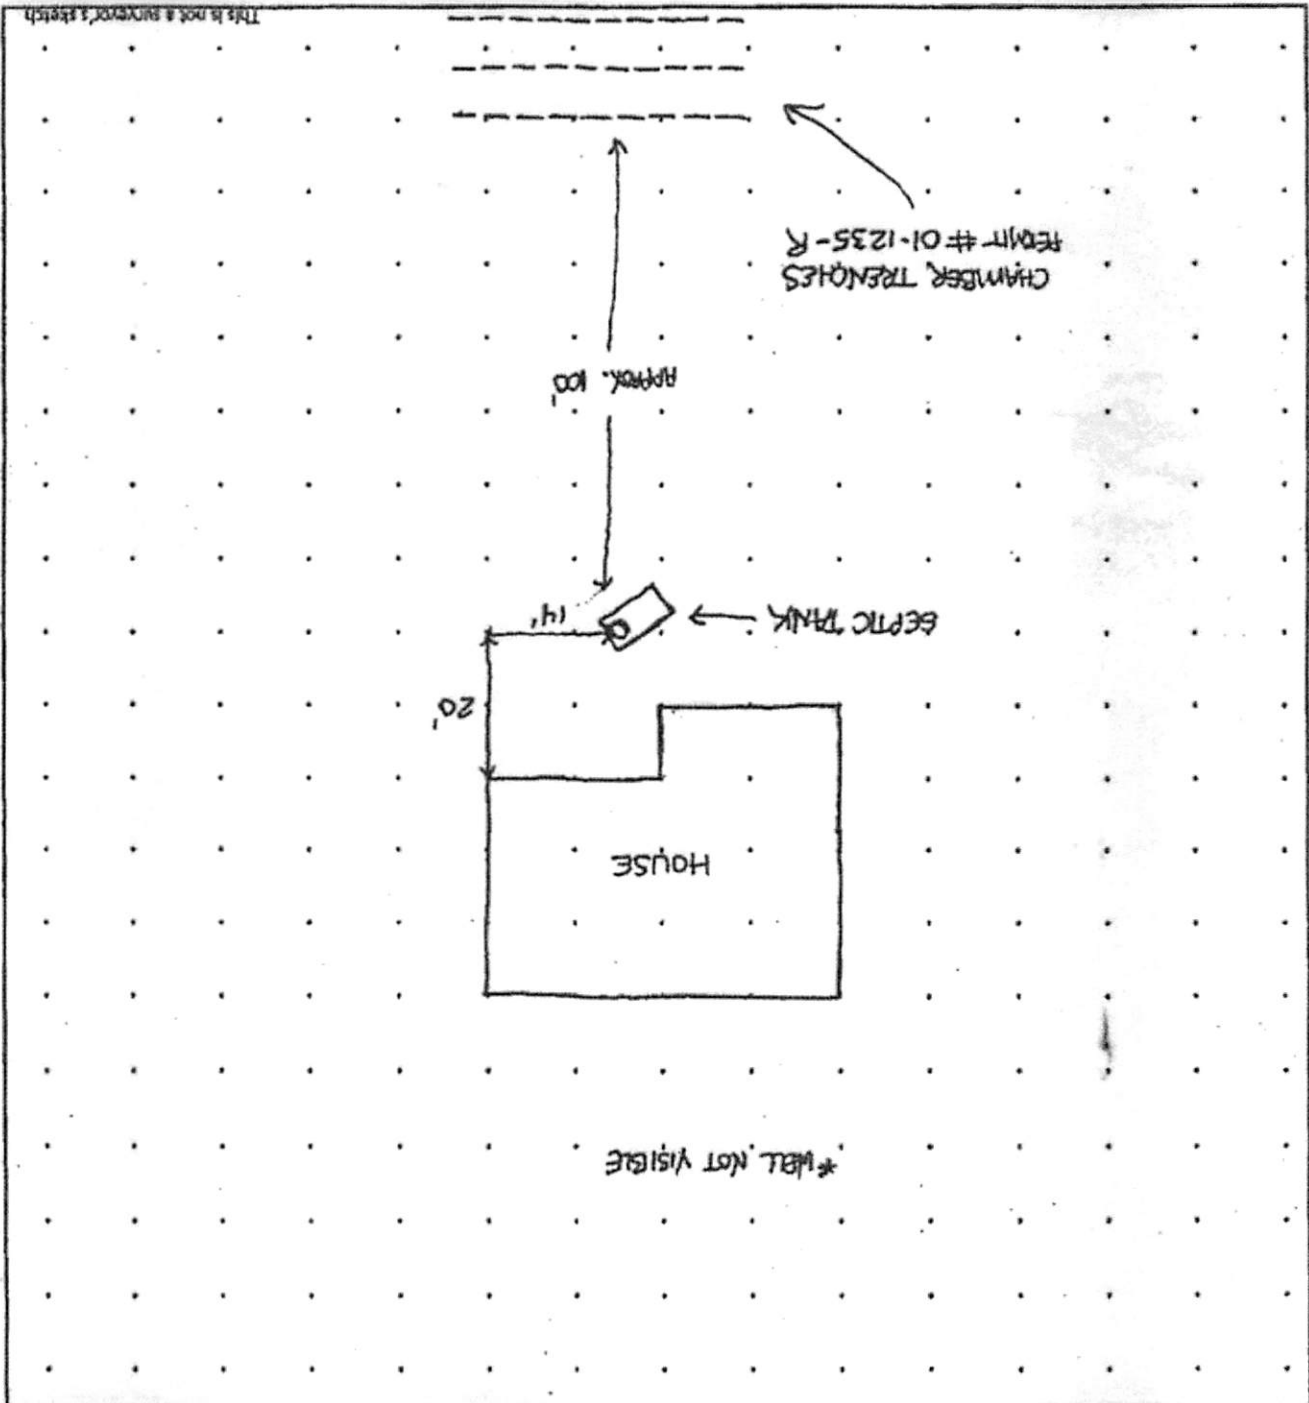 *WELL NOT VISIBLE
HOUSE
20'
SEPTIC TANK
14'
APPROX. 100'
CHAMBER TRENCHES
PERMIT # 01-1235-R
This is not a surveyor's sketch